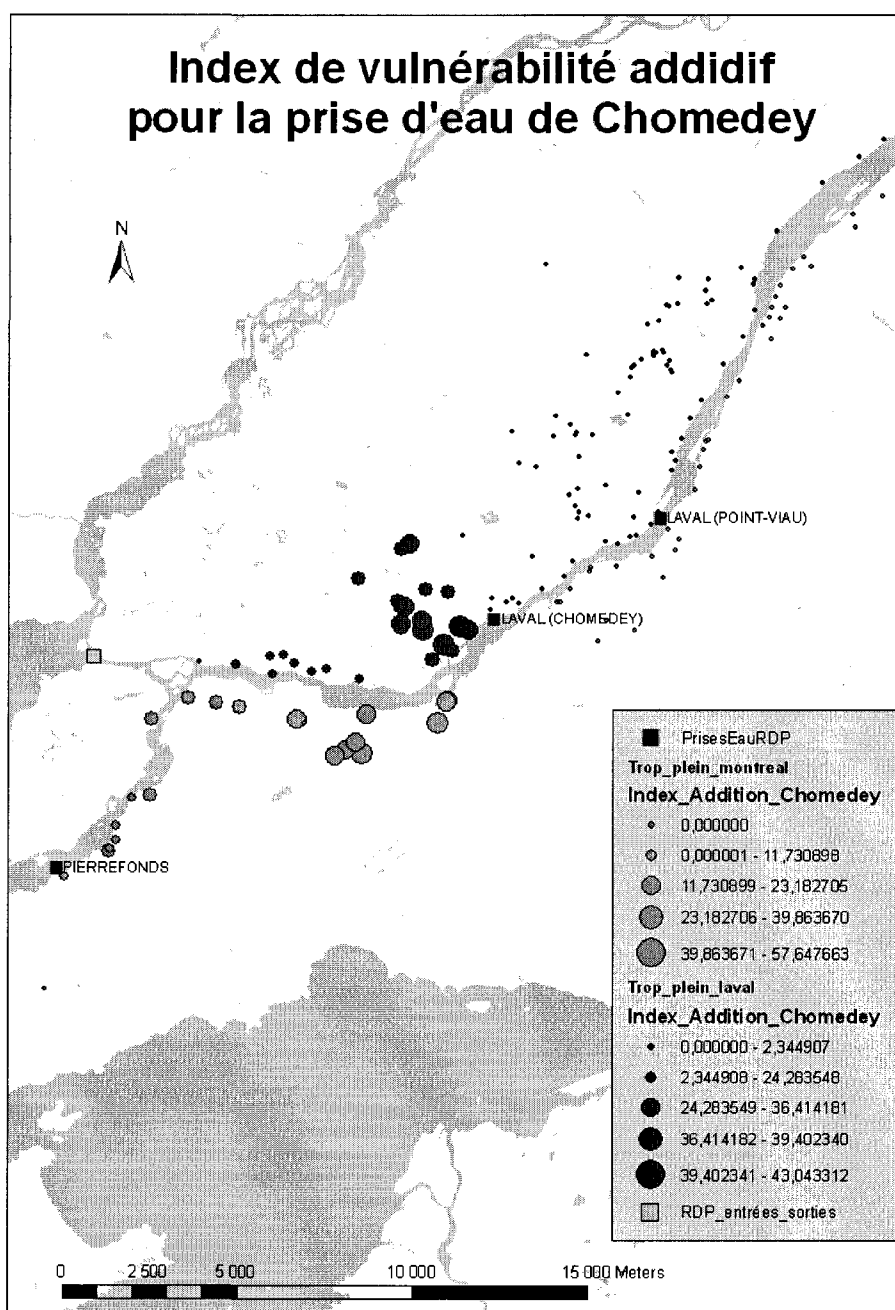 Index de vulnérabilité addidif
pour la prise d'eau de Chomedey
N
LAVAL (POINT-VIAU)
LAVAL (CHOMEDEY)
PIERREFONDS
PrisesEauRDP
Trop_plein_montreal
Index_Addition_Chomedey
0,000000
0,000001 - 11,730898
11,730899 - 23,182705
23,182706 - 39,863670
39,863671 - 57,647663
Trop_plein_laval
Index_Addition_Chomedey
0,000000 - 2,344907
2,344908 - 24,283548
24,283549 - 36,414181
36,414182 - 39,402340
39,402341 - 43,043312
RDP_entrées_sorties
0 2 500 5 000 10 000 15 000 Meters